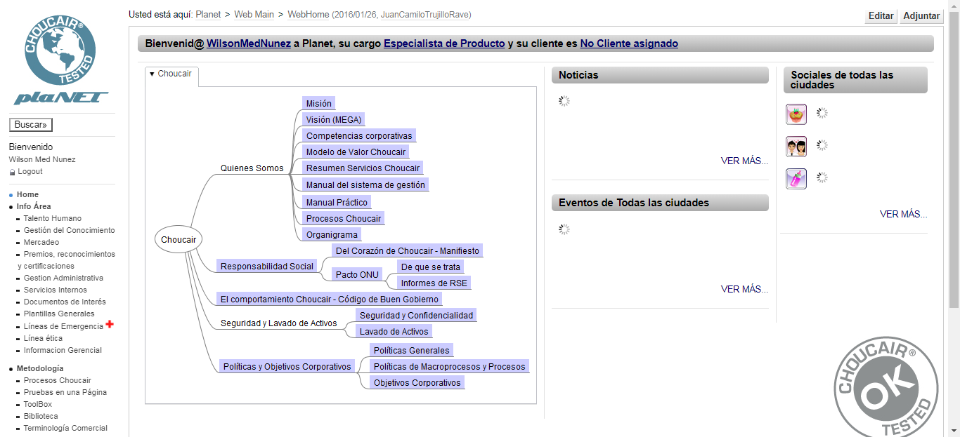 CHOUCAIR®
TESTED
plaNET
Buscar»
Bienvenido
Wilson Med Nunez
Logout
Home
Info Área
Talento Humano
Gestión del Conocimiento
Mercadeo
Premios, reconocimientos
y certificaciones
Gestion Administrativa
Servicios Internos
Documentos de Interés
Plantillas Generales
Líneas de Emergencia
Línea ética
Informacion Gerencial
Metodología
Procesos Choucair
Pruebas en una Página
ToolBox
Biblioteca
Terminología Comercial
Usted está aquí: Planet > Web Main > WebHome (2016/01/26, JuanCamiloTrujilloRave)
Editar
Adjuntar
Bienvenid@ WilsonMedNunez a Planet, su cargo Especialista de Producto y su cliente es No Cliente asignado
▼ Choucair
Choucair
Quienes Somos
Misión
Visión (MEGA)
Competencias corporativas
Modelo de Valor Choucair
Resumen Servicios Choucair
Manual del sistema de gestión
Manual Práctico
Procesos Choucair
Organigrama
Responsabilidad Social
Del Corazón de Choucair - Manifiesto
Pacto ONU
De que se trata
Informes de RSE
El comportamiento Choucair - Código de Buen Gobierno
Seguridad y Lavado de Activos
Seguridad y Confidencialidad
Lavado de Activos
Políticas y Objetivos Corporativos
Políticas Generales
Políticas de Macroprocesos y Procesos
Objetivos Corporativos
Noticias
VER MÁS...
Eventos de Todas las ciudades
VER MÁS...
Sociales de todas las
ciudades
VER MÁS...
CHOUCAIR®
OK
TESTED